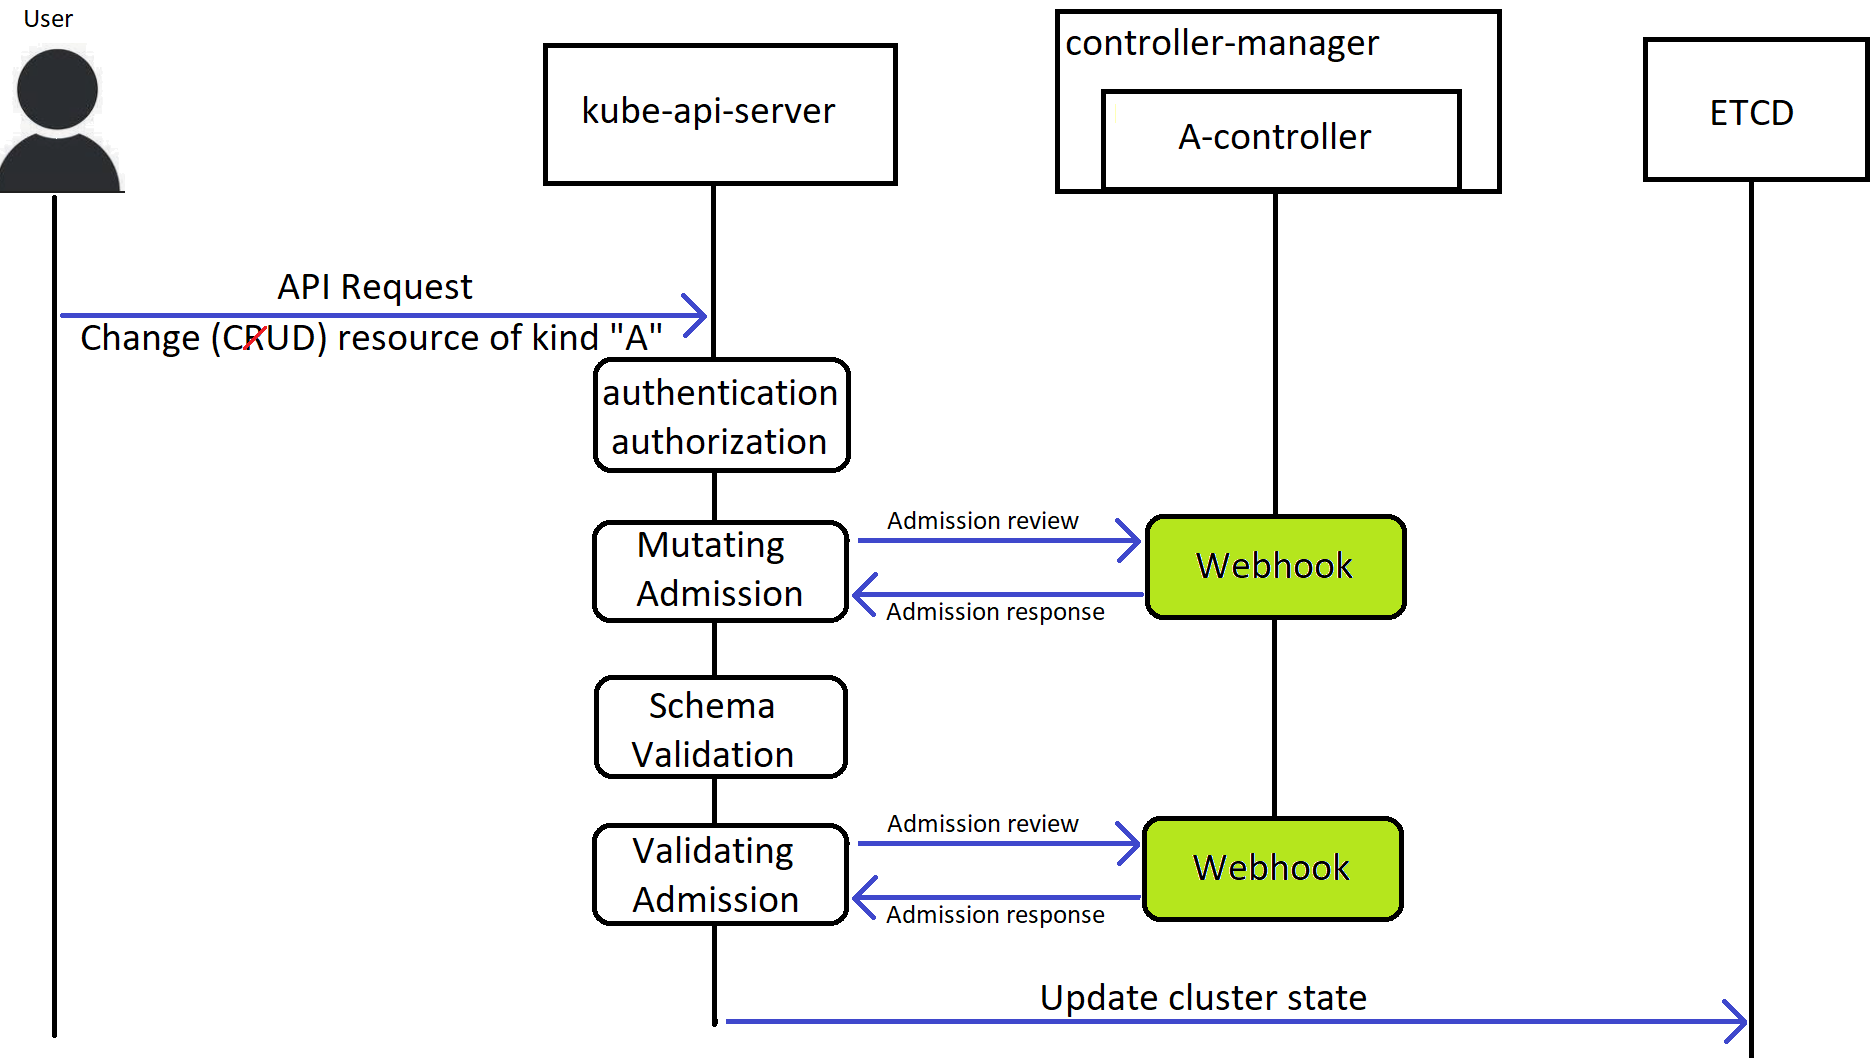 User
kube-api-server
controller-manager
A-controller
ETCD
API Request
Change (CRUD) resource of kind "A"
authentication
authorization
Mutating
Admission
Admission review
Admission response
Webhook
Schema
Validation
Validating
Admission
Admission review
Admission response
Webhook
Update cluster state